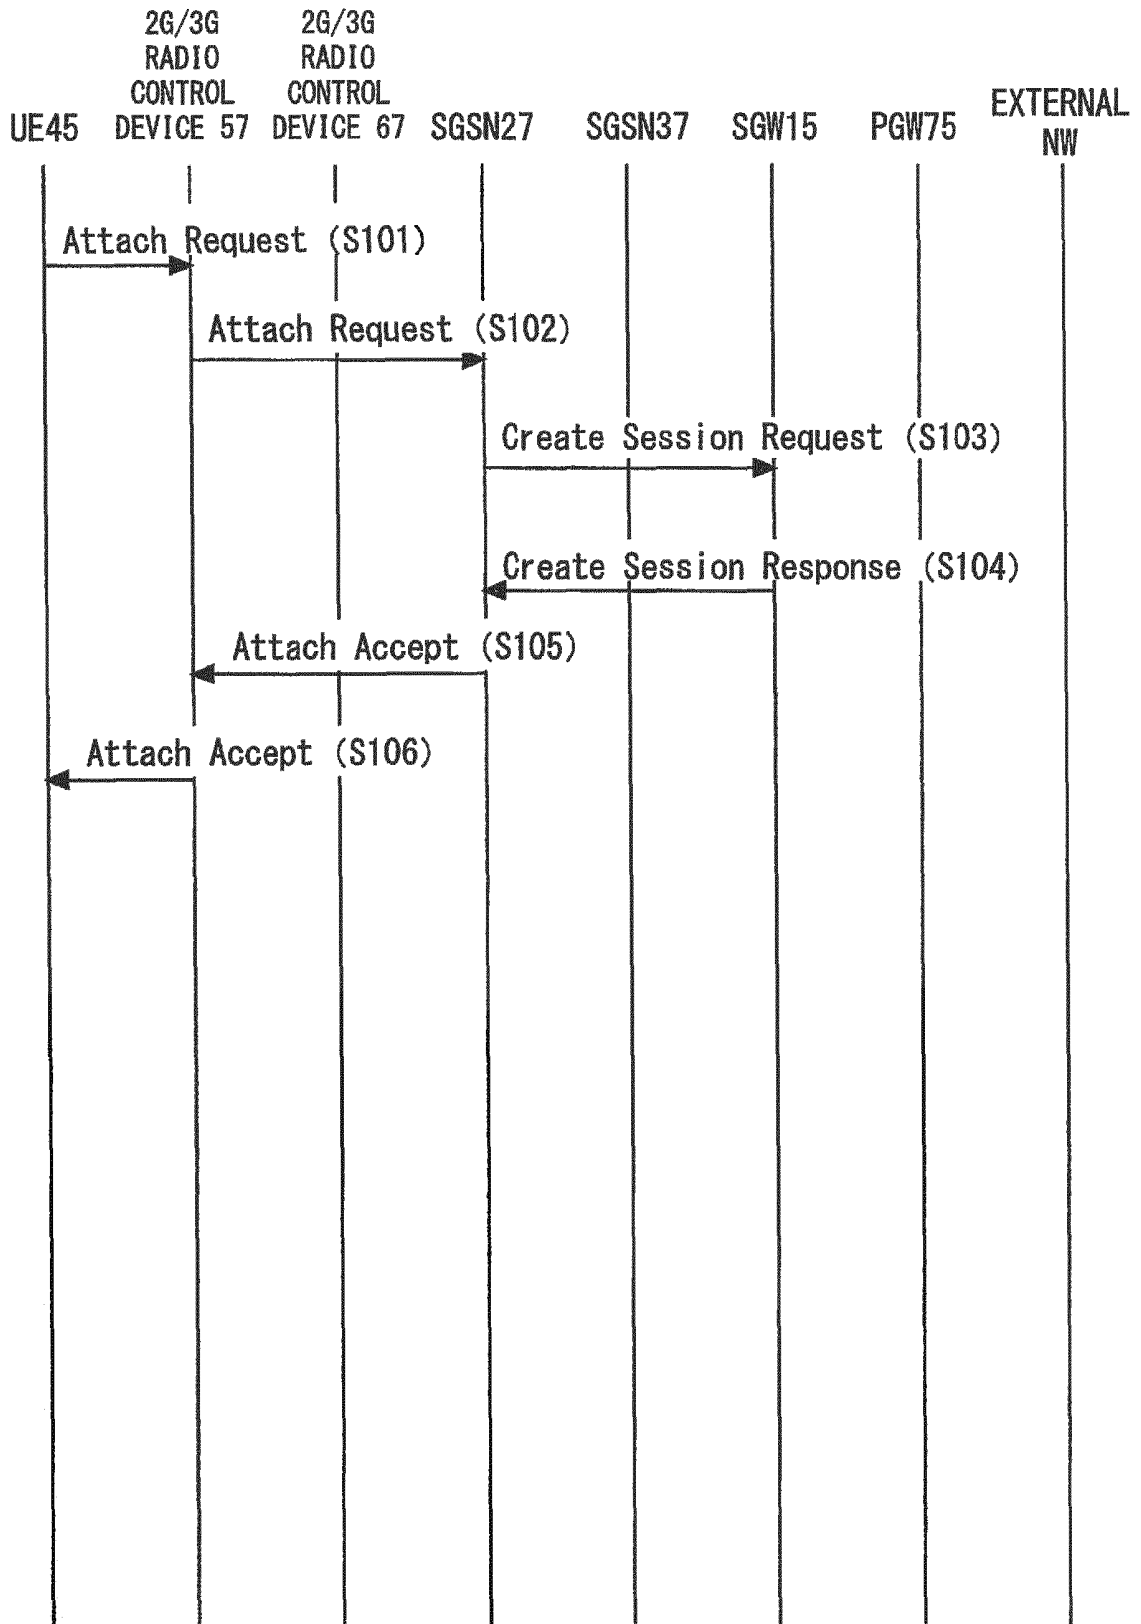 2G/3G
RADIO
CONTROL
DEVICE 57
2G/3G
RADIO
CONTROL
DEVICE 67
UE45
SGSN27
SGSN37
SGW15
PGW75
EXTERNAL
NW
Attach Request (S101)
Attach Request (S102)
Create Session Request (S103)
Create Session Response (S104)
Attach Accept (S105)
Attach Accept (S106)